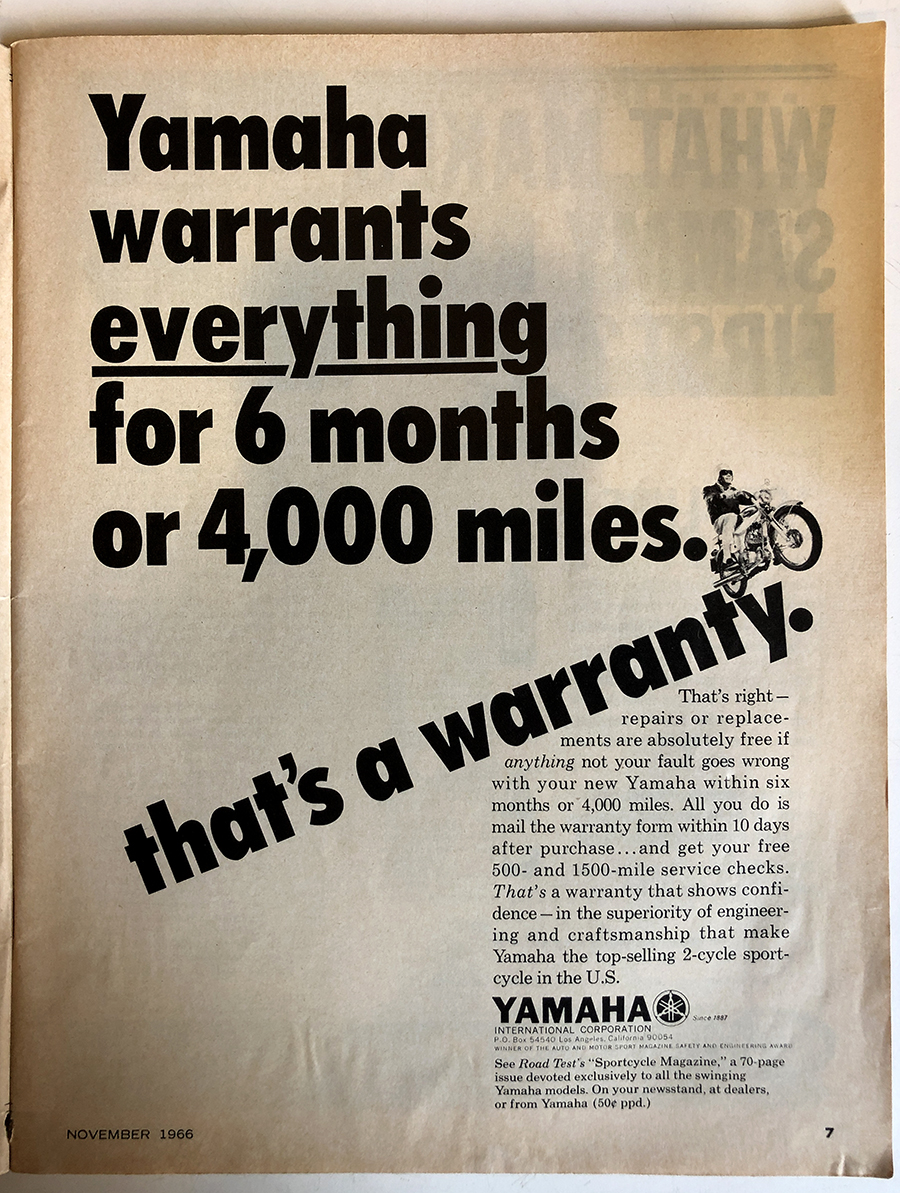 Yamaha
warrants
everything
for 6 months
or 4,000 miles.
that's a warranty.
That's right—
repairs or replace-
ments are absolutely free if
anything not your fault goes wrong
with your new Yamaha within six
months or 4,000 miles. All you do is
mail the warranty form within 10 days
after purchase...and get your free
500- and 1500-mile service checks.
That's a warranty that shows confi-
dence—in the superiority of engineer-
ing and craftsmanship that make
Yamaha the top-selling 2-cycle sport-
cycle in the U.S.
YAMAHA Since 1887
INTERNATIONAL CORPORATION
P.O. Box 54540 Los Angeles, California 90054
WINNER OF THE AUTO AND MOTOR SPORT MAGAZINE SAFETY AND ENGINEERING AWARD
See Road Test's "Sportcycle Magazine," a 70-page
issue devoted exclusively to all the swinging
Yamaha models. On your newsstand, at dealers,
or from Yamaha (50¢ ppd.)
NOVEMBER 1966
7